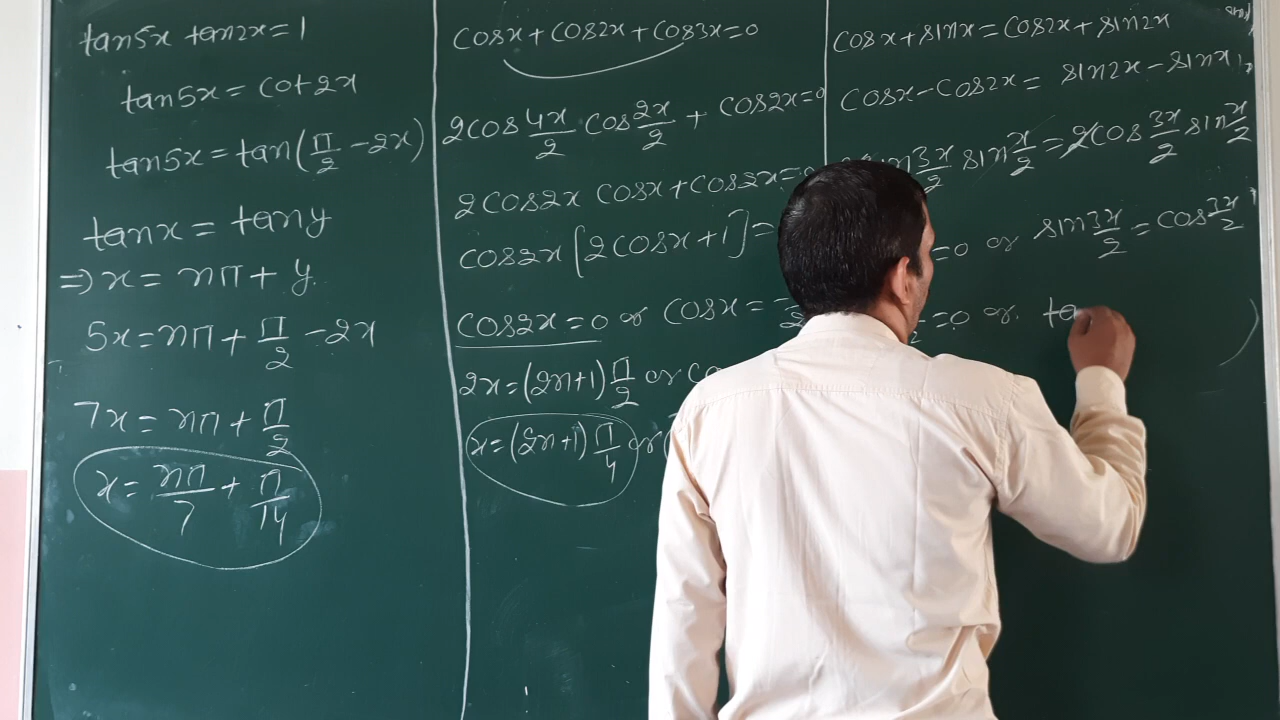 tan5x tan2x = 1
tan5x = cot2x
tan5x = tan(π/2 - 2x)
tanx = tany
⇒ x = nπ + y
5x = nπ + π/2 - 2x
7x = nπ + π/2
x = nπ/7 + π/14
cosx + cos2x + cos3x = 0
2cos 4x/2 cos 2x/2 + cos2x = 0
2cos2x cosx + cos2x = 0
cos2x [2cosx + 1] =
cos2x = 0 or cosx =
2x = (2n+1) π/2 or
x = (2n+1) π/4 or
cosx + sinx = cos2x + sin2x
cosx - cos2x = sin2x - sinx
3x/2 sin x/2 = 2cos 3x/2 sin x/2
= 0 or sin 3x/2 = cos 3x/2
= 0 or ta